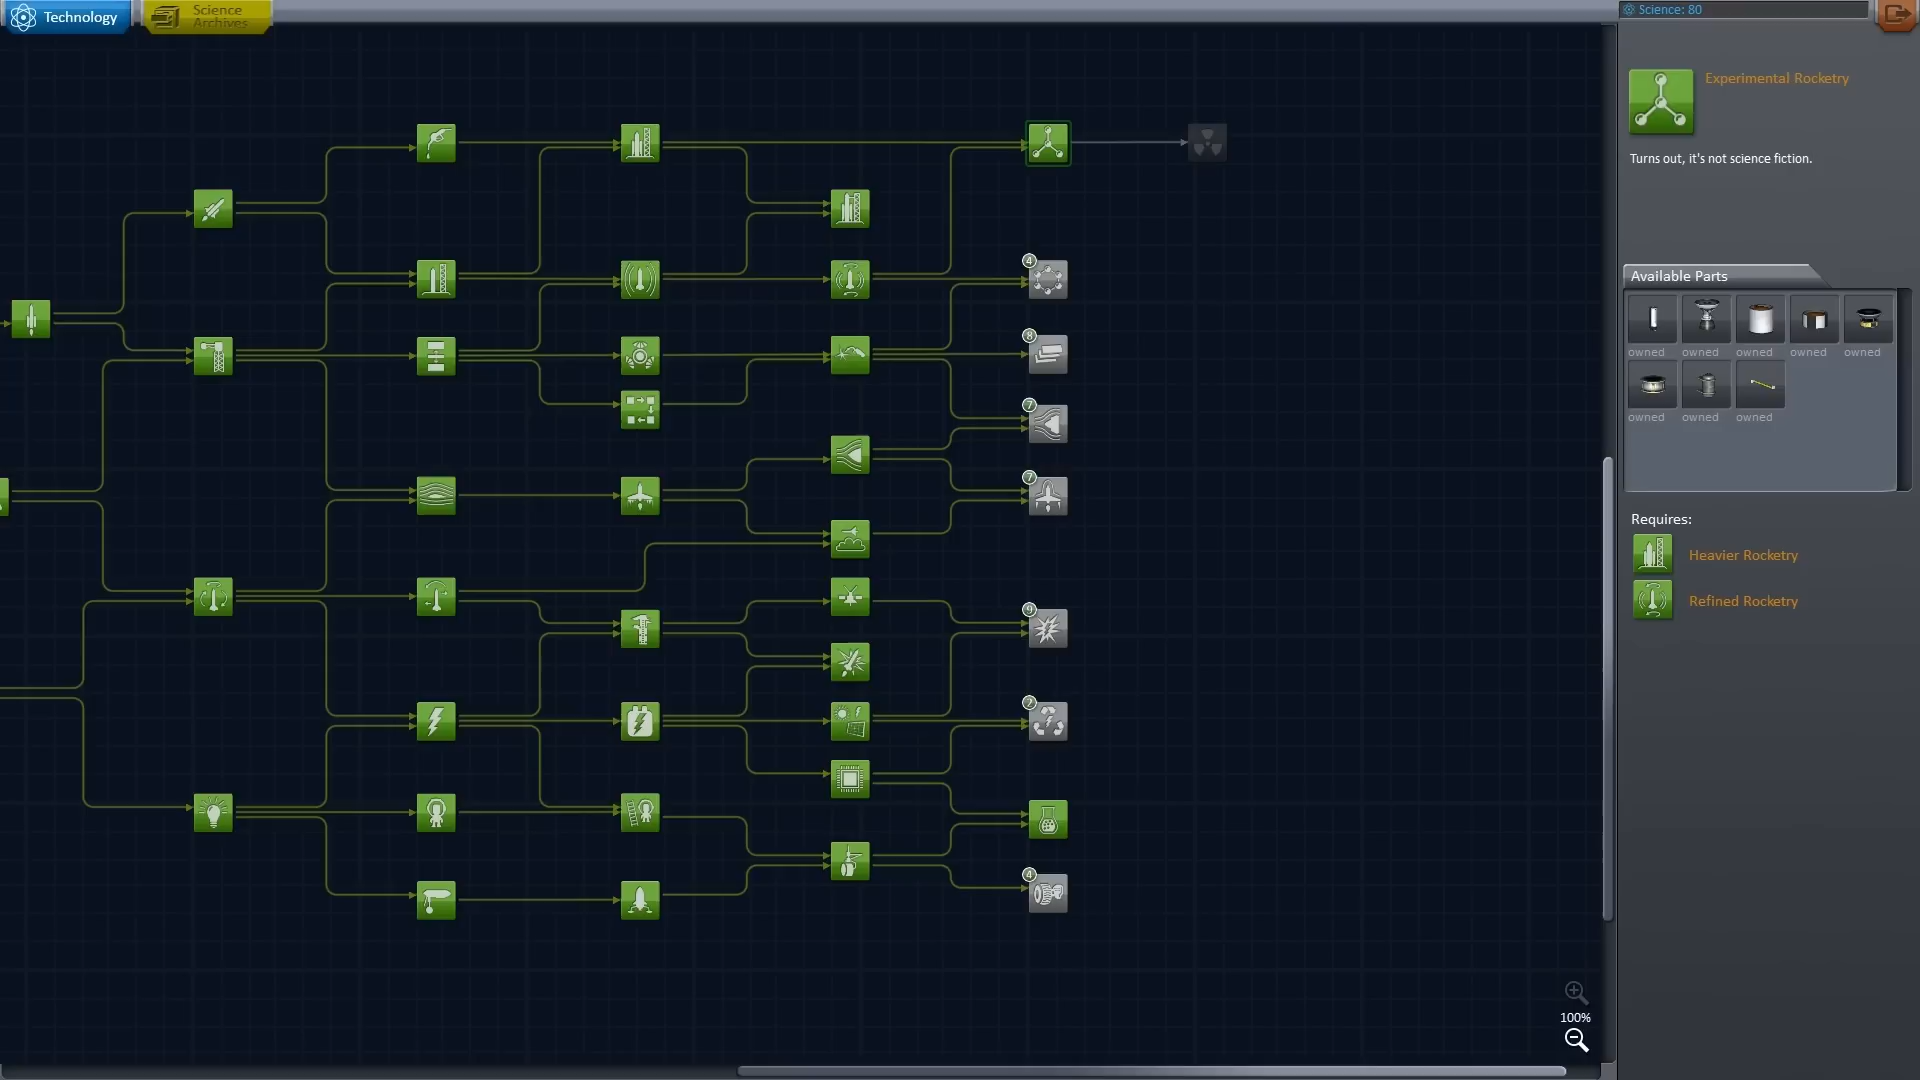 Technology
Science
Archives
Science: 80
Experimental Rocketry
Turns out, it's not science fiction.
Available Parts
owned owned owned owned owned
owned owned owned
Requires:
Heavier Rocketry
Refined Rocketry
4
8
7
7
9
2
4
100%